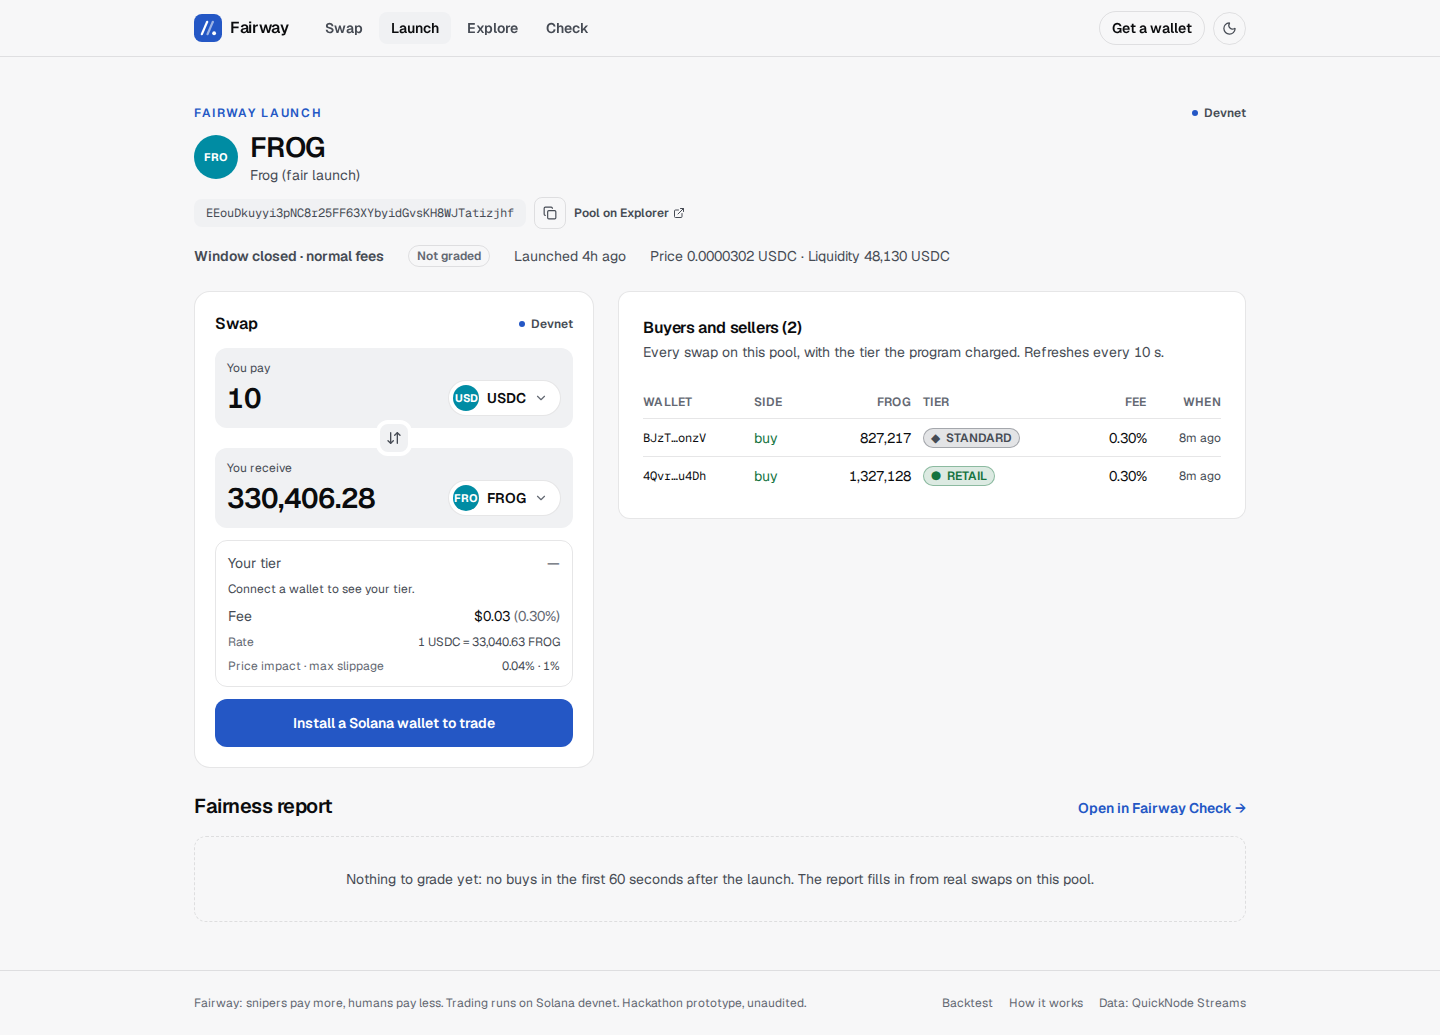 Fairway Swap Launch Explore Check Get a wallet
FAIRWAY LAUNCH Devnet
FRO FROG
Frog (fair launch)
EEouDkuyyi3pNC8r25FF63XYbyidGvsKH8WJTatizjhf Pool on Explorer
Window closed · normal fees Not graded Launched 4h ago Price 0.0000302 USDC · Liquidity 48,130 USDC
Swap Devnet
You pay
10 USD USDC
You receive
330,406.28 FRO FROG
Your tier —
Connect a wallet to see your tier.
Fee $0.03 (0.30%)
Rate 1 USDC = 33,040.63 FROG
Price impact · max slippage 0.04% · 1%
Install a Solana wallet to trade
Buyers and sellers (2)
Every swap on this pool, with the tier the program charged. Refreshes every 10 s.
WALLET SIDE FROG TIER FEE WHEN
BJzT…onzV buy 827,217 ◆ STANDARD 0.30% 8m ago
4Qvr…u4Dh buy 1,327,128 ● RETAIL 0.30% 8m ago
Fairness report Open in Fairway Check →
Nothing to grade yet: no buys in the first 60 seconds after the launch. The report fills in from real swaps on this pool.
Fairway: snipers pay more, humans pay less. Trading runs on Solana devnet. Hackathon prototype, unaudited. Backtest How it works Data: QuickNode Streams